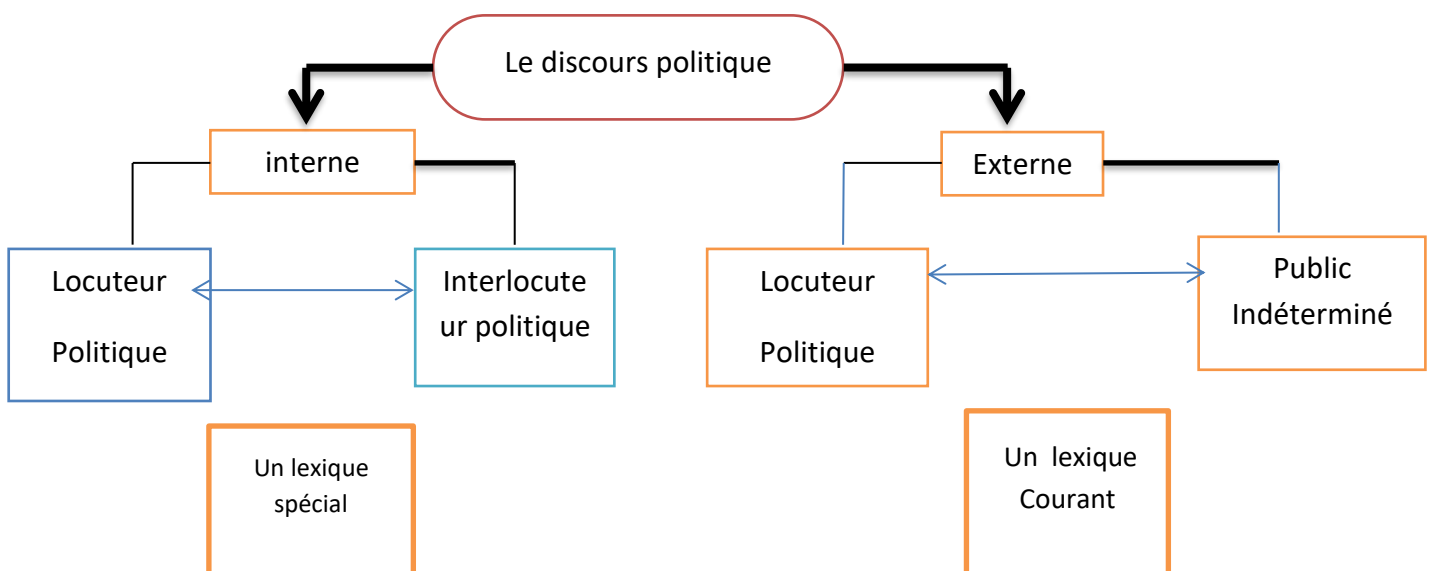 Le discours politique
interne
Externe
Locuteur
Politique
Interlocute
ur politique
Locuteur
Politique
Public
Indéterminé
Un lexique
spécial
Un lexique
Courant